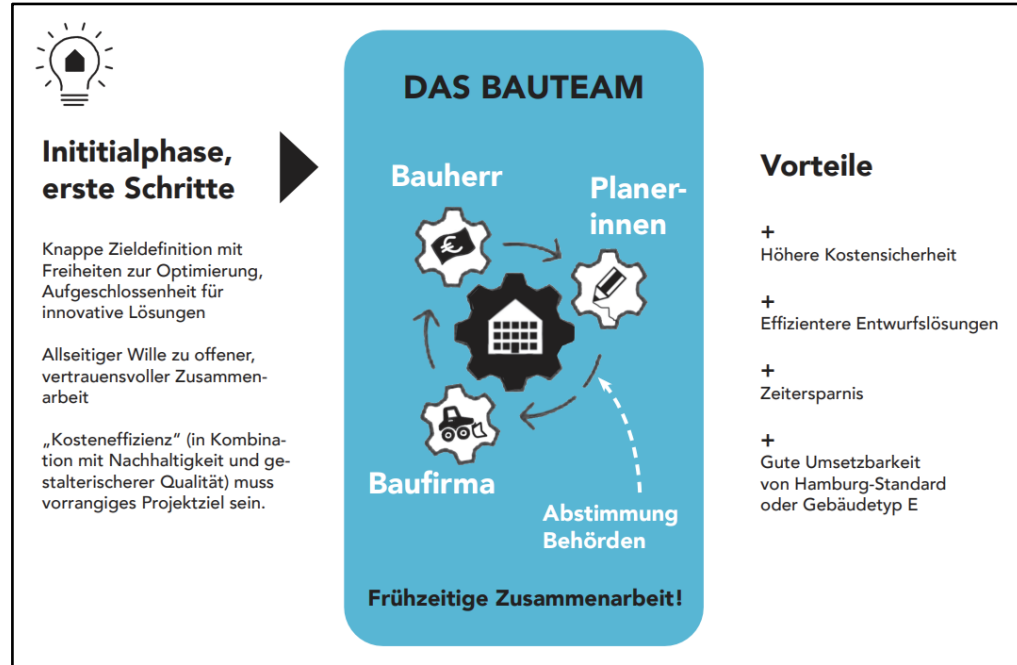 Inititialphase,
erste Schritte
Knappe Zieldefinition mit
Freiheiten zur Optimierung,
Aufgeschlossenheit für
innovative Lösungen
Allseitiger Wille zu offener,
vertrauensvoller Zusammen-
arbeit
„Kosteneffizienz“ (in Kombina-
tion mit Nachhaltigkeit und ge-
stalterischerer Qualität) muss
vorrangiges Projektziel sein.
DAS BAUTEAM
Bauherr
Planer-
innen
€
Baufirma
Abstimmung
Behörden
Frühzeitige Zusammenarbeit!
Vorteile
+
Höhere Kostensicherheit
+
Effizientere Entwurfslösungen
+
Zeitersparnis
+
Gute Umsetzbarkeit
von Hamburg-Standard
oder Gebäudetyp E